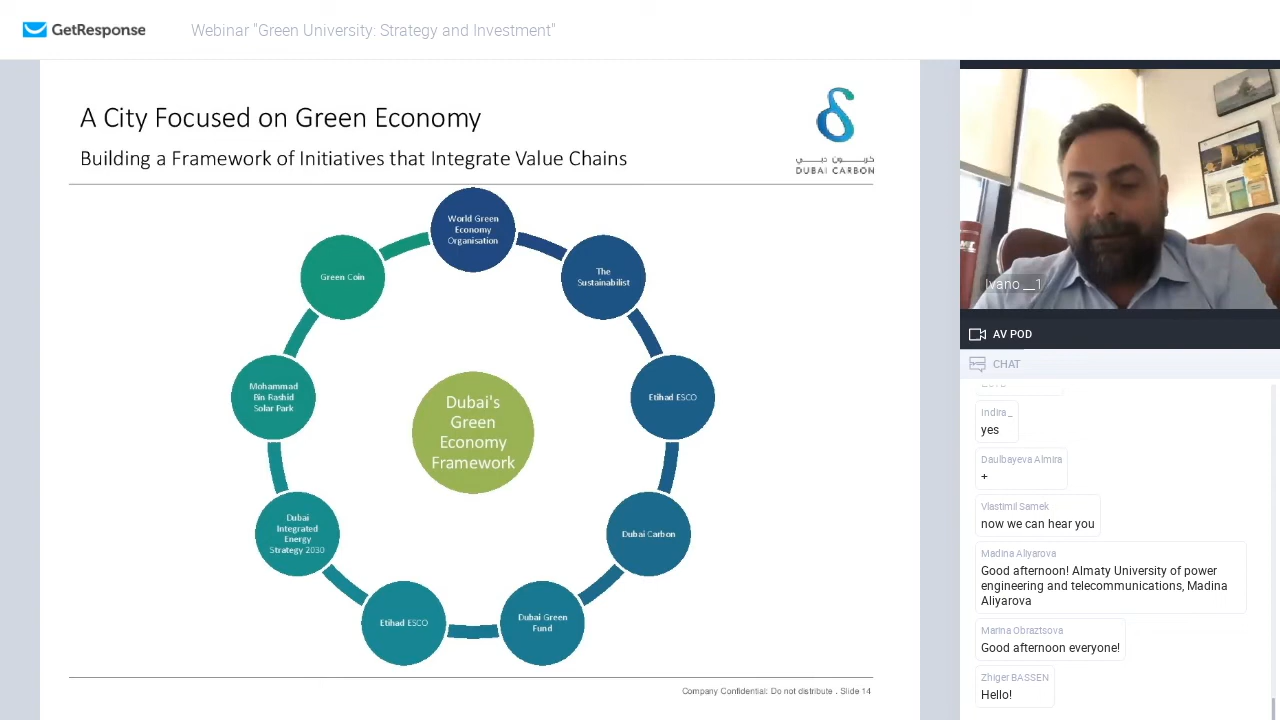 GetResponse
Webinar "Green University: Strategy and Investment"
A City Focused on Green Economy
Building a Framework of Initiatives that Integrate Value Chains
كربـــون دبـــي
DUBAI CARBON
World Green
Economy
Organisation
The
Sustainabilist
Etihad ESCO
Dubai Carbon
Dubai Green
Fund
Etihad ESCO
Dubai
Integrated
Energy
Strategy 2030
Mohammad
Bin Rashid
Solar Park
Green Coin
Dubai's
Green
Economy
Framework
Company Confidential: Do not distribute . Slide 14
Ivano __1
AV POD
CHAT
indira_
yes
Daulbayeva Almira
+
Vlastimil Samek
now we can hear you
Madina Aliyarova
Good afternoon! Almaty University of power
engineering and telecommunications, Madina
Aliyarova
Marina Obraztsova
Good afternoon everyone!
Zhiger BASSEN
Hello!